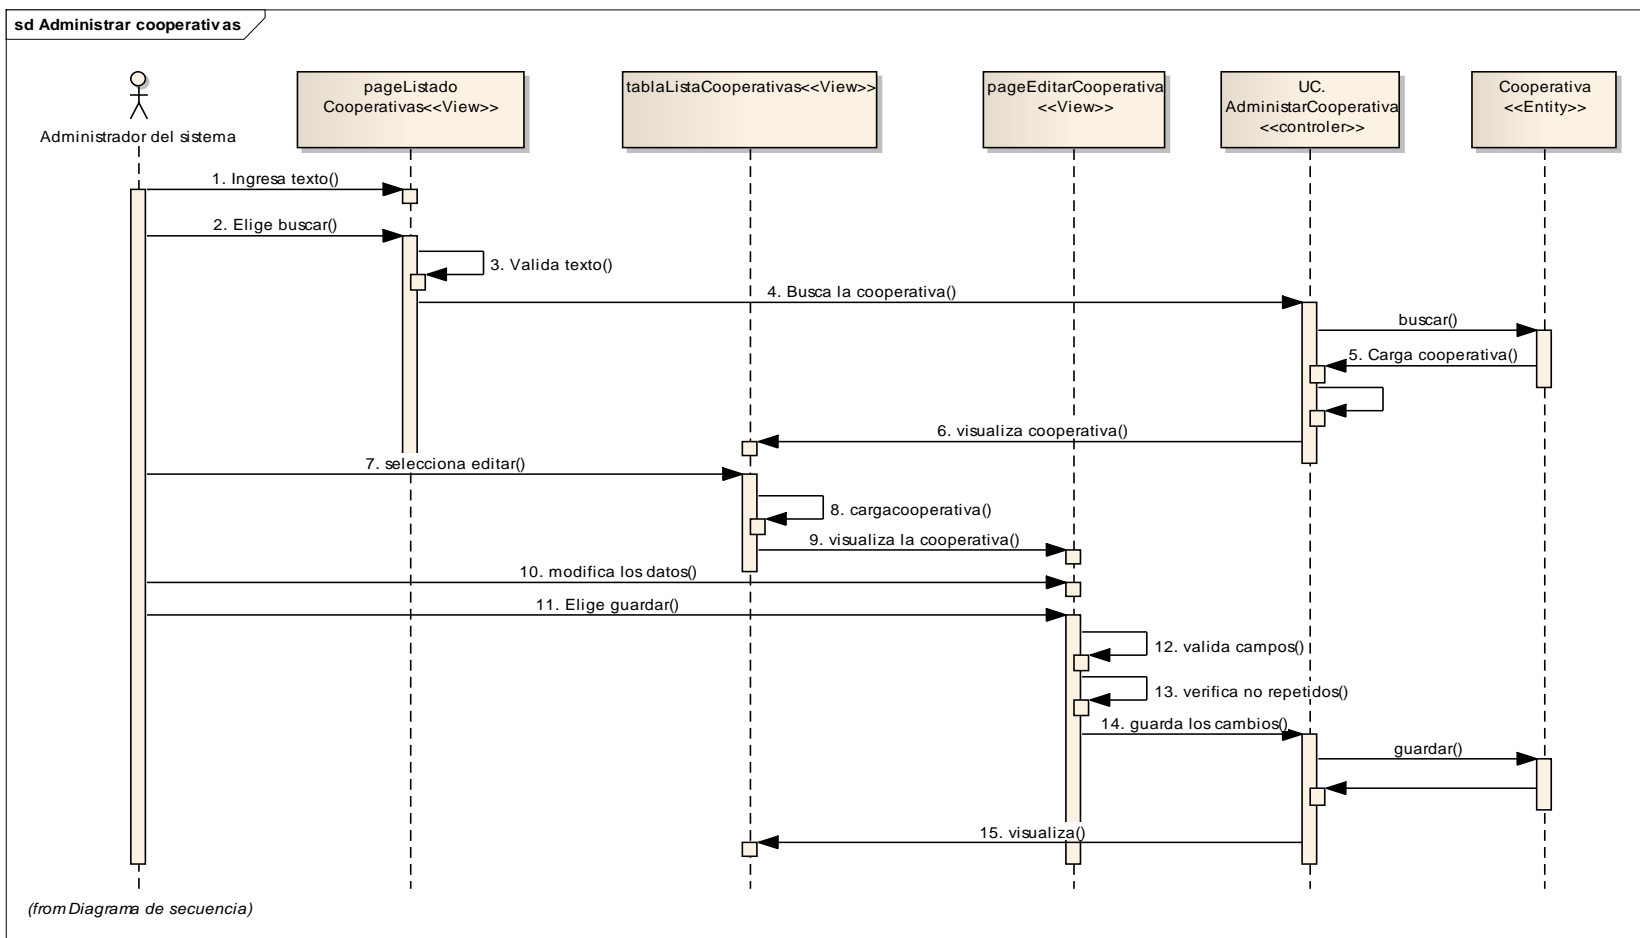 sd Administrar cooperativas
Administrador del sistema
pageListado
Cooperativas<<View>>
tablaListaCooperativas<<View>>
pageEditarCooperativa
<<View>>
UC.
AdministarCooperativa
<<controler>>
Cooperativa
<<Entity>>
1. Ingresa texto()
2. Elige buscar()
3. Valida texto()
4. Busca la cooperativa()
buscar()
5. Carga cooperativa()
6. visualiza cooperativa()
7. selecciona editar()
8. cargacooperativa()
9. visualiza la cooperativa()
10. modifica los datos()
11. Elige guardar()
12. valida campos()
13. verifica no repetidos()
14. guarda los cambios()
guardar()
15. visualiza()
(from Diagrama de secuencia)